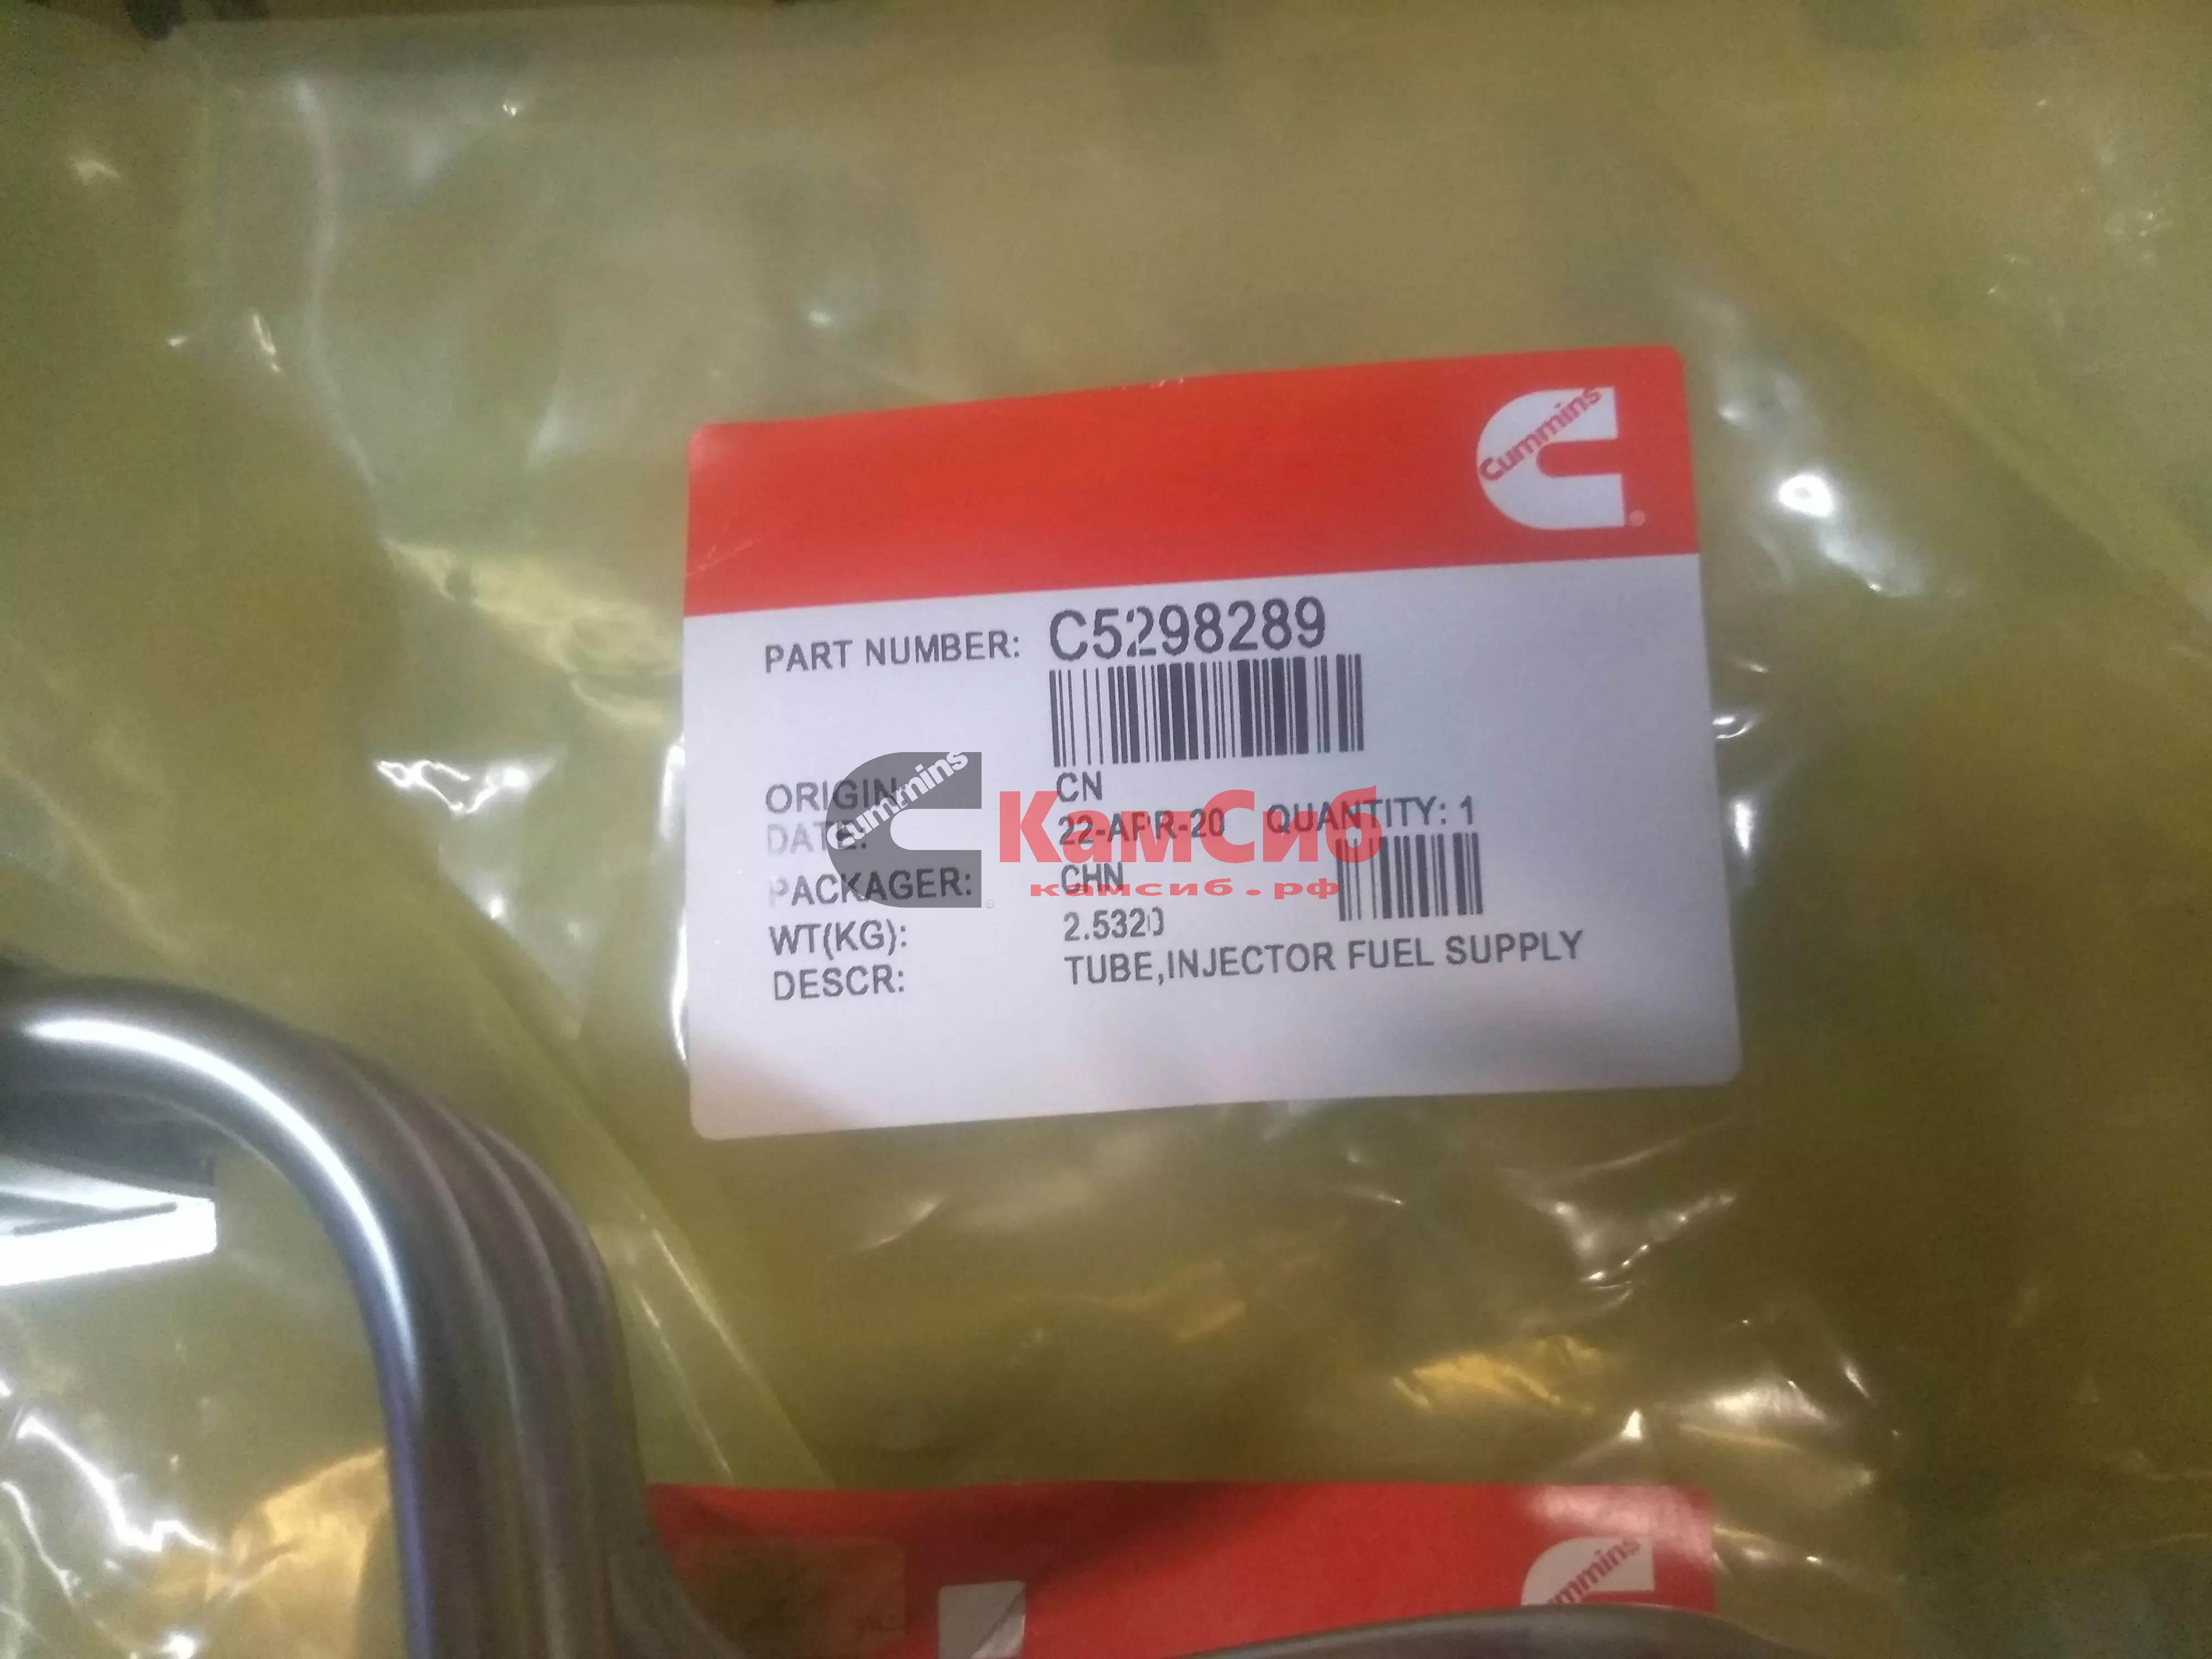 Cummins
PART NUMBER: C5298289
ORIGIN: CN
DATE: 22-APR-20 QUANTITY: 1
PACKAGER: CHN
WT(KG): 2.5320
DESCR: TUBE,INJECTOR FUEL SUPPLY
Cummins
КамСиб
камсиб.рф
ummins